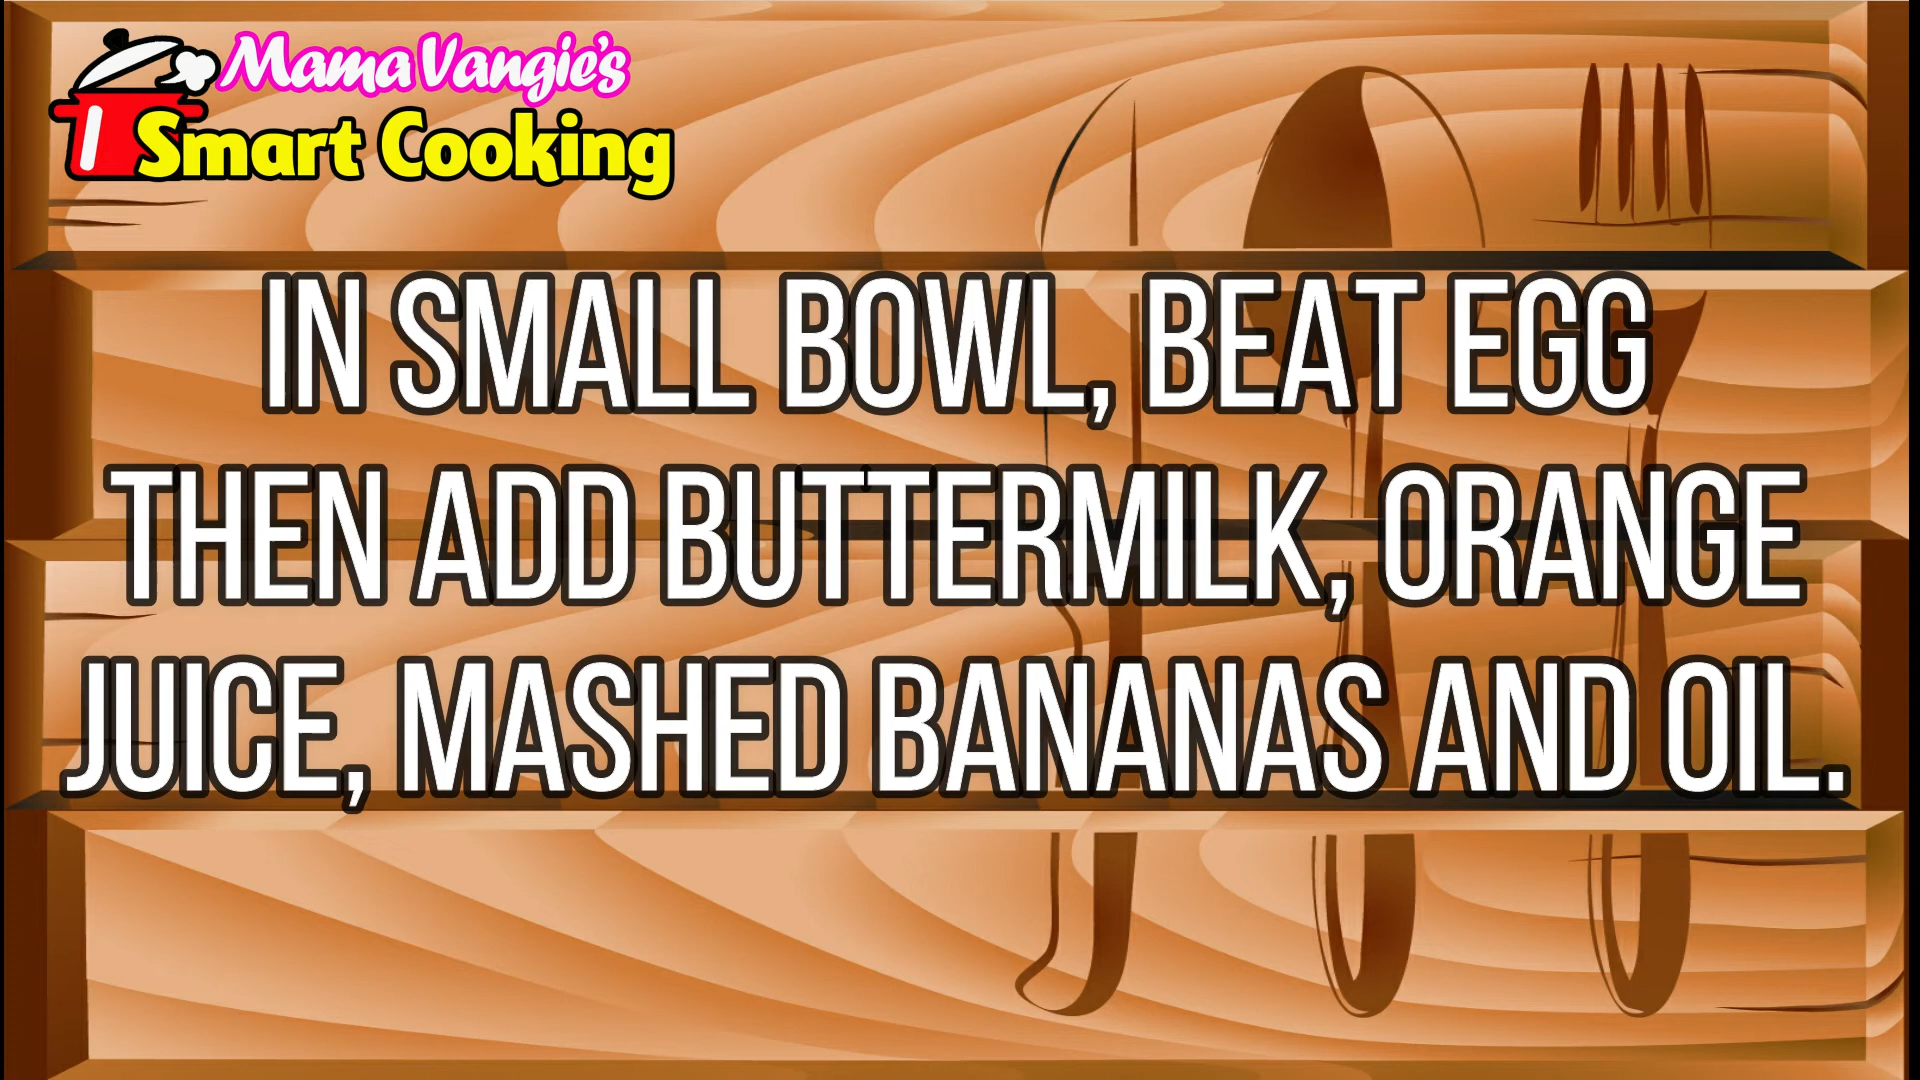 Mama Vangie's
Smart Cooking
IN SMALL BOWL, BEAT EGG
THEN ADD BUTTERMILK, ORANGE
JUICE, MASHED BANANAS AND OIL.